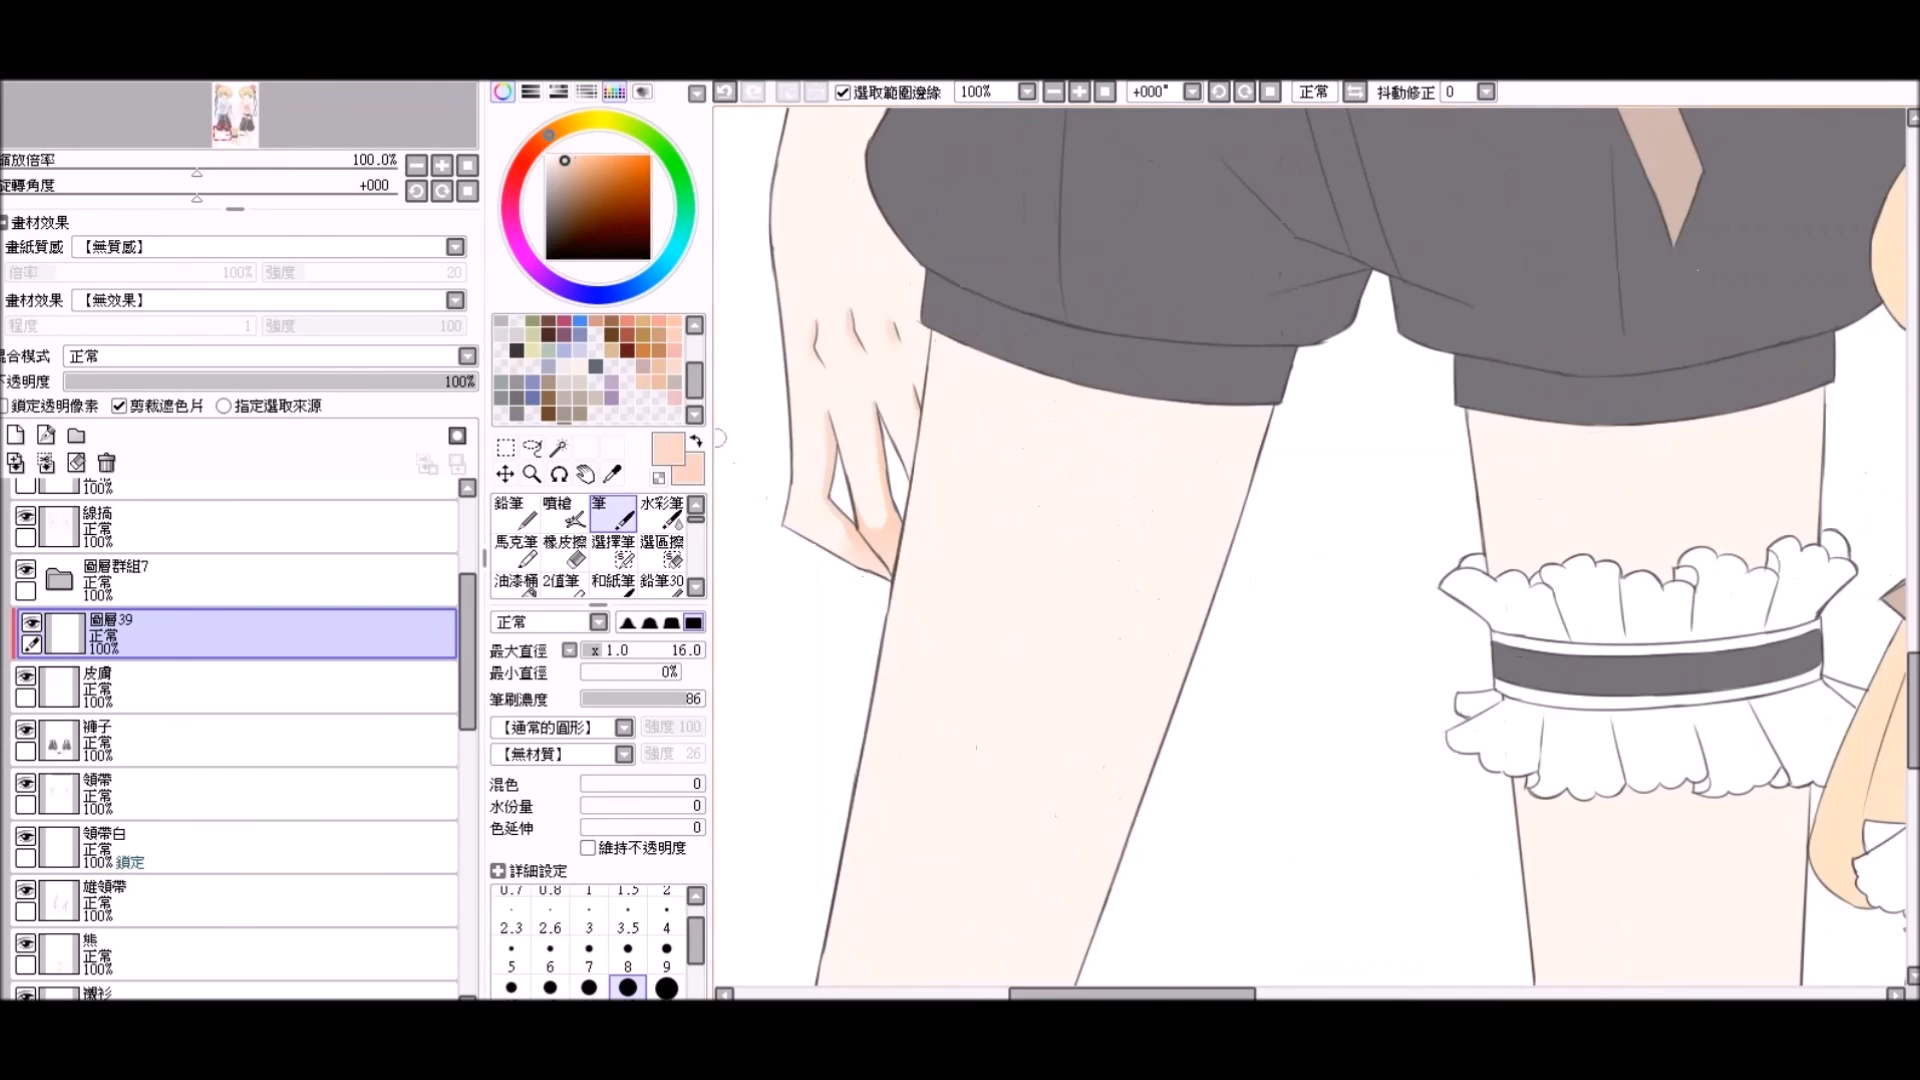 選取範圍邊緣 100% +000° 正常 抖動修正 0
縮放倍率 100.0%
旋轉角度 +000
畫材效果
畫紙質感 【無質感】
倍率 100% 強度 20
畫材效果 【無效果】
程度 1 強度 100
混合模式 正常
不透明度 100%
鎖定透明像素 剪裁遮色片 指定選取來源
100%
線搞
正常
100%
圖層群組7
正常
100%
圖層39
正常
100%
皮膚
正常
100%
褲子
正常
100%
領帶
正常
100%
領帶白
正常
100% 鎖定
雄領帶
正常
100%
熊
正常
100%
襯衫
鉛筆 噴槍 筆 水彩筆
馬克筆 橡皮擦 選擇筆 選區擦
油漆桶 2值筆 和紙筆 鉛筆30
正常
最大直徑 x 1.0 16.0
最小直徑 0%
筆刷濃度 86
【通常的圓形】 強度 100
【無材質】 強度 26
混色 0
水份量 0
色延伸 0
維持不透明度
詳細設定
0.7 0.8 1 1.5 2
2.3 2.6 3 3.5 4
5 6 7 8 9